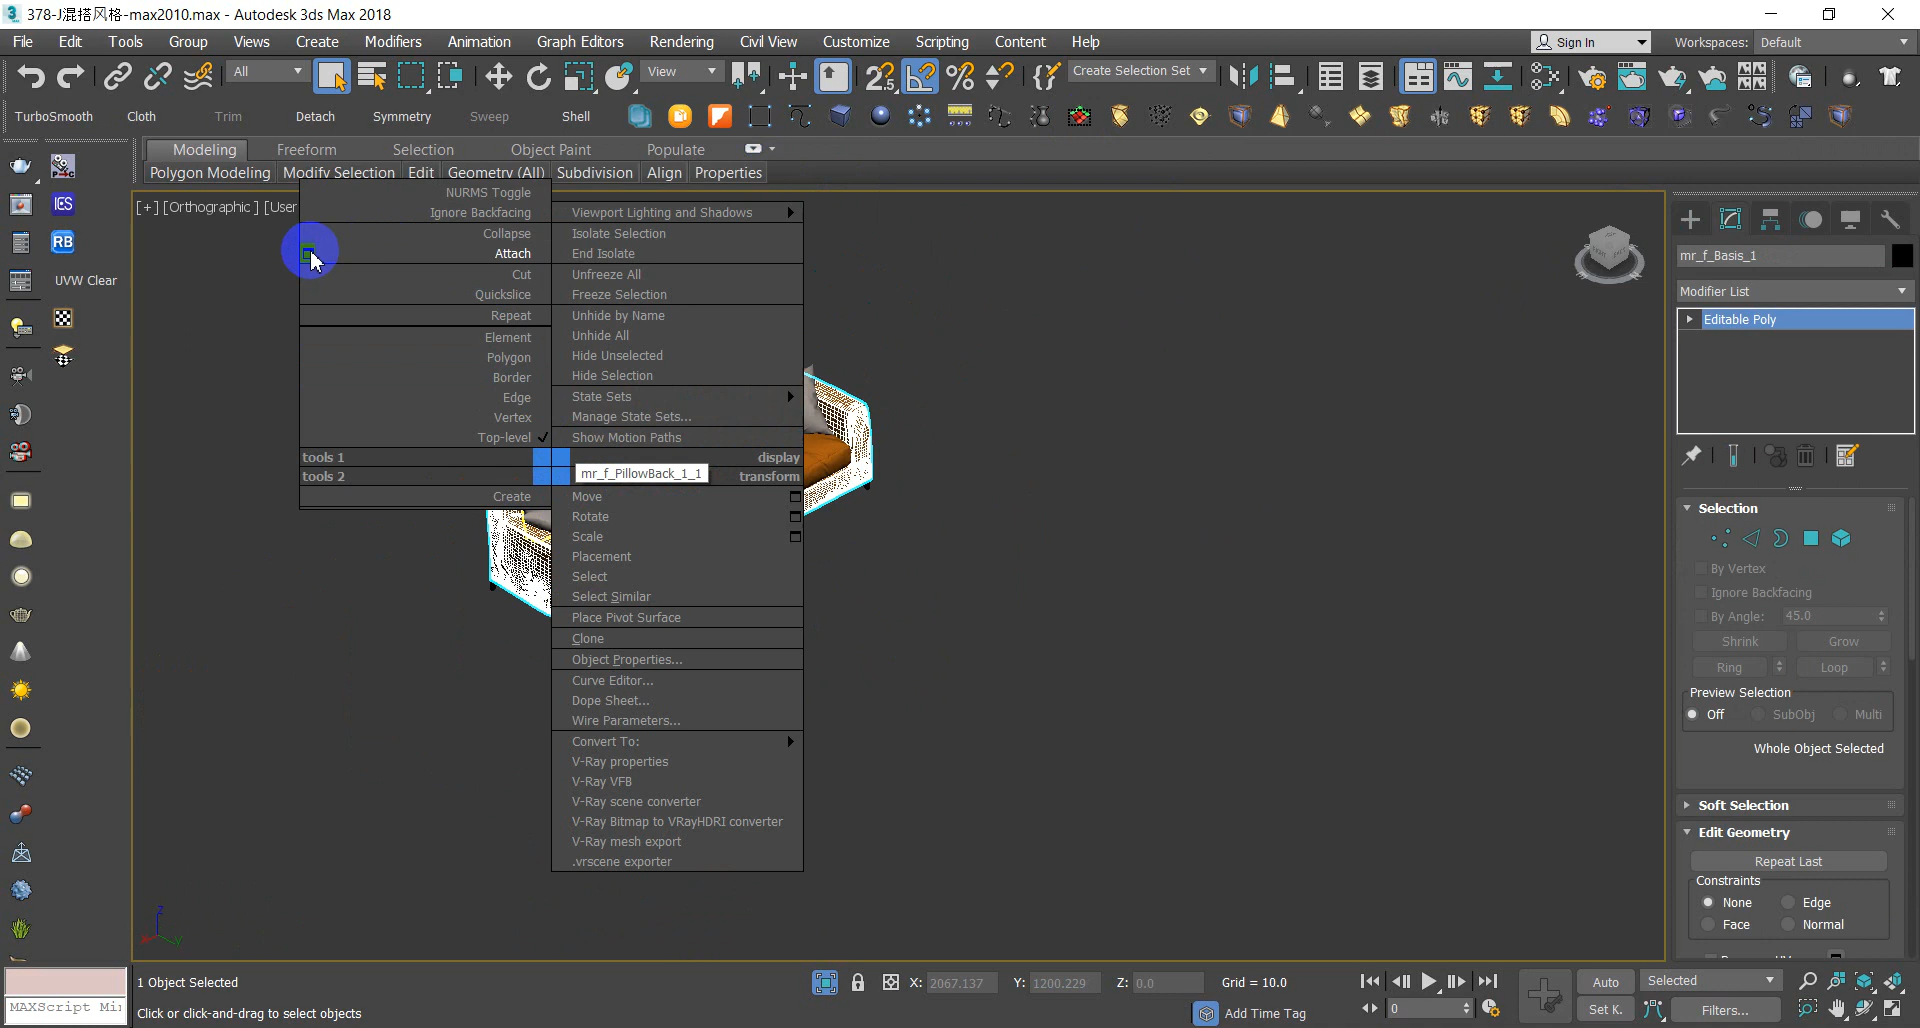 378-J混搭风格-max2010.max - Autodesk 3ds Max 2018
File Edit Tools Group Views Create Modifiers Animation Graph Editors Rendering Civil View Customize Scripting Content Help
Sign In Workspaces: Default
All View Create Selection Set
TurboSmooth Cloth Trim Detach Symmetry Sweep Shell
Modeling Freeform Selection Object Paint Populate
Polygon Modeling Modify Selection Edit Geometry (All) Subdivision Align Properties
[+] [Orthographic ] [User
NURMS Toggle
Ignore Backfacing
Collapse
Attach
Cut
Quickslice
Repeat
Element
Polygon
Border
Edge
Vertex
Top-level
tools 1
tools 2
Create
Viewport Lighting and Shadows
Isolate Selection
End Isolate
Unfreeze All
Freeze Selection
Unhide by Name
Unhide All
Hide Unselected
Hide Selection
State Sets
Manage State Sets...
Show Motion Paths
display
transform
mr_f_PillowBack_1_1
Move
Rotate
Scale
Placement
Select
Select Similar
Place Pivot Surface
Clone
Object Properties...
Curve Editor...
Dope Sheet...
Wire Parameters...
Convert To:
V-Ray properties
V-Ray VFB
V-Ray scene converter
V-Ray Bitmap to VRayHDRI converter
V-Ray mesh export
.vrscene exporter
P-C
ICS
RB
UVW Clear
mr_f_Basis_1
Modifier List
Editable Poly
Selection
By Vertex
Ignore Backfacing
By Angle: 45.0
Shrink Grow
Ring Loop
Preview Selection
Off SubObj Multi
Whole Object Selected
Soft Selection
Edit Geometry
Repeat Last
Constraints
None Edge
Face Normal
1 Object Selected
X: 2067.137 Y: 1200.229 Z: 0.0 Grid = 10.0
Auto Selected
MAXScript Mi
Click or click-and-drag to select objects
Add Time Tag
0
Set K. Filters...